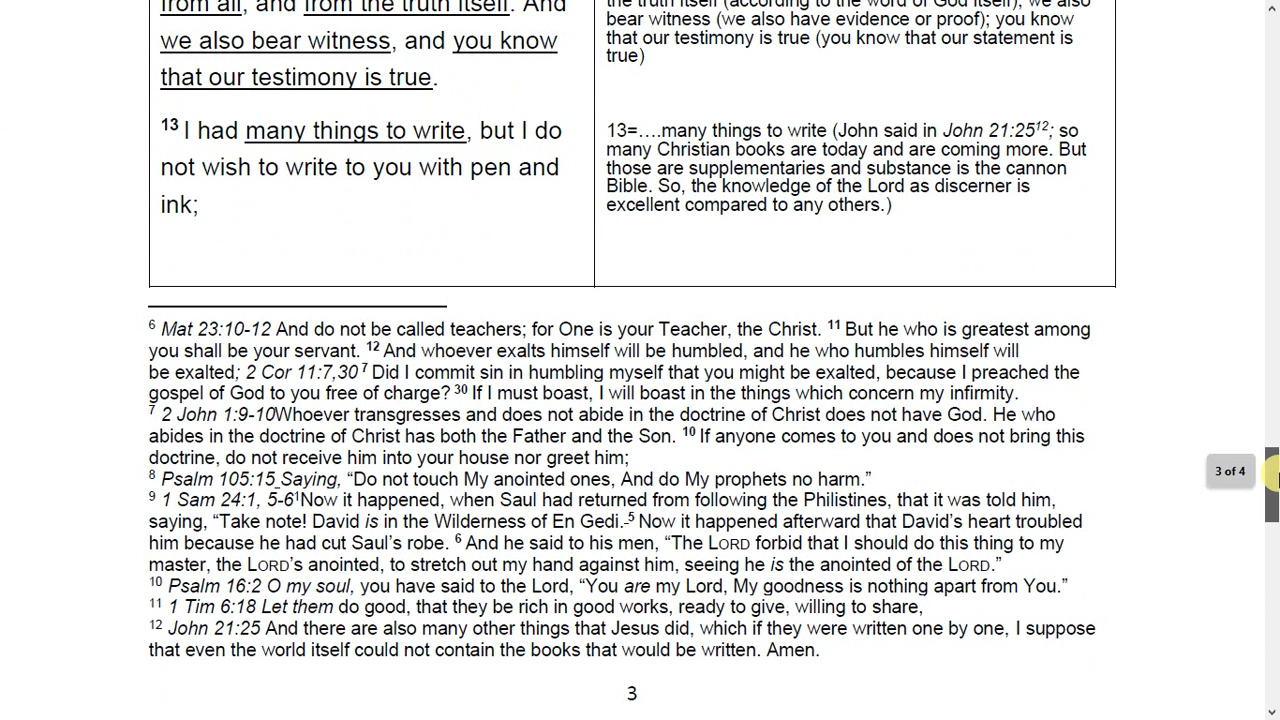 from all, and from the truth itself. And
we also bear witness, and you know
that our testimony is true.
13 I had many things to write, but I do
not wish to write to you with pen and
ink;
the truth itself (according to the word of God itself); we also
bear witness (we also have evidence or proof); you know
that our testimony is true (you know that our statement is
true)
13=….many things to write (John said in John 21:2512; so
many Christian books are today and are coming more. But
those are supplementaries and substance is the cannon
Bible. So, the knowledge of the Lord as discerner is
excellent compared to any others.)
6 Mat 23:10-12 And do not be called teachers; for One is your Teacher, the Christ. 11 But he who is greatest among
you shall be your servant. 12 And whoever exalts himself will be humbled, and he who humbles himself will
be exalted; 2 Cor 11:7,30 7 Did I commit sin in humbling myself that you might be exalted, because I preached the
gospel of God to you free of charge? 30 If I must boast, I will boast in the things which concern my infirmity.
7 2 John 1:9-10Whoever transgresses and does not abide in the doctrine of Christ does not have God. He who
abides in the doctrine of Christ has both the Father and the Son. 10 If anyone comes to you and does not bring this
doctrine, do not receive him into your house nor greet him;
8 Psalm 105:15 Saying, “Do not touch My anointed ones, And do My prophets no harm.”
9 1 Sam 24:1, 5-61Now it happened, when Saul had returned from following the Philistines, that it was told him,
saying, “Take note! David is in the Wilderness of En Gedi.-5 Now it happened afterward that David’s heart troubled
him because he had cut Saul’s robe. 6 And he said to his men, “The LORD forbid that I should do this thing to my
master, the LORD’s anointed, to stretch out my hand against him, seeing he is the anointed of the LORD.”
10 Psalm 16:2 O my soul, you have said to the Lord, “You are my Lord, My goodness is nothing apart from You.”
11 1 Tim 6:18 Let them do good, that they be rich in good works, ready to give, willing to share,
12 John 21:25 And there are also many other things that Jesus did, which if they were written one by one, I suppose
that even the world itself could not contain the books that would be written. Amen.
3
3 of 4